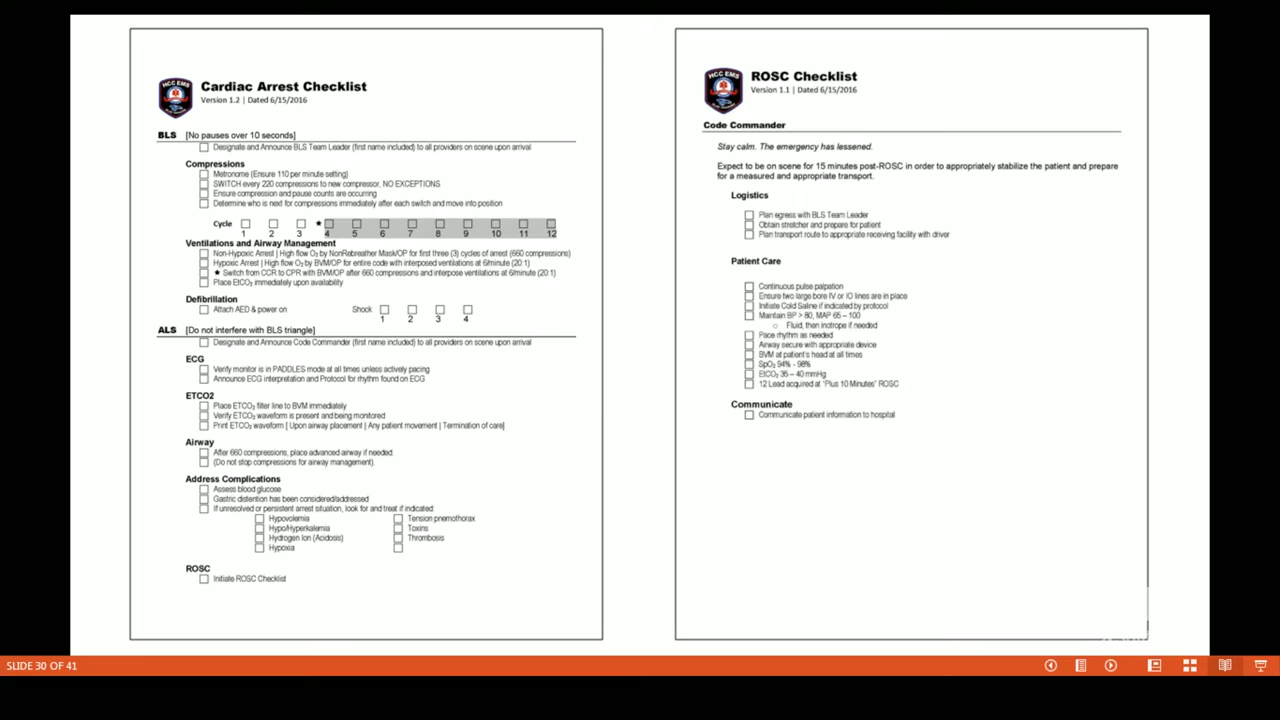 HCC EMS
Cardiac Arrest Checklist
Version 1.2 | Dated 6/15/2016
BLS [No pauses over 10 seconds]
Designate and Announce BLS Team Leader (first name included) to all providers on scene upon arrival
Compressions
Metronome (Ensure 110 per minute setting)
SWITCH every 220 compressions to new compressor, NO EXCEPTIONS
Ensure compression and pause counts are occurring
Determine who is next for compressions immediately after each switch and move into position
Cycle ★
1 2 3 4 5 6 7 8 9 10 11 12
Ventilations and Airway Management
Non-Hypoxic Arrest | High flow O₂ by NonRebreather Mask/OP for first three (3) cycles of arrest (660 compressions)
Hypoxic Arrest | High flow O₂ by BVM/OP for entire code with interposed ventilations at 6/minute (20:1)
★ Switch from CCR to CPR with BVM/OP after 660 compressions and interpose ventilations at 6/minute (20:1)
Place EtCO₂ immediately upon availability
Defibrillation
Attach AED & power on Shock
1 2 3 4
ALS [Do not interfere with BLS triangle]
Designate and Announce Code Commander (first name included) to all providers on scene upon arrival
ECG
Verify monitor is in PADDLES mode at all times unless actively pacing
Announce ECG interpretation and Protocol for rhythm found on ECG
ETCO2
Place ETCO₂ filter line to BVM immediately
Verify ETCO₂ waveform is present and being monitored
Print ETCO₂ waveform [ Upon airway placement | Any patient movement | Termination of care]
Airway
After 660 compressions, place advanced airway if needed.
(Do not stop compressions for airway management).
Address Complications
Assess blood glucose
Gastric distention has been considered/addressed
If unresolved or persistent arrest situation, look for and treat if indicated:
Hypovolemia Tension pnemothorax
Hypo/Hyperkalemia Toxins
Hydrogen Ion (Acidosis) Thrombosis
Hypoxia
ROSC
Initiate ROSC Checklist
HCC EMS
ROSC Checklist
Version 1.1 | Dated 6/15/2016
Code Commander
Stay calm. The emergency has lessened.
Expect to be on scene for 15 minutes post-ROSC in order to appropriately stabilize the patient and prepare
for a measured and appropriate transport.
Logistics
Plan egress with BLS Team Leader
Obtain stretcher and prepare for patient
Plan transport route to appropriate receiving facility with driver
Patient Care
Continuous pulse palpation
Ensure two large bore IV or IO lines are in place
Initiate Cold Saline if indicated by protocol
Maintain BP > 80, MAP 65 – 100
○ Fluid, then inotrope if needed
Pace rhythm as needed
Airway secure with appropriate device
BVM at patient's head at all times
SpO₂ 94% - 98%
EtCO₂ 35 – 40 mmHg
12 Lead acquired at "Plus 10 Minutes" ROSC
Communicate
Communicate patient information to hospital
SLIDE 30 OF 41